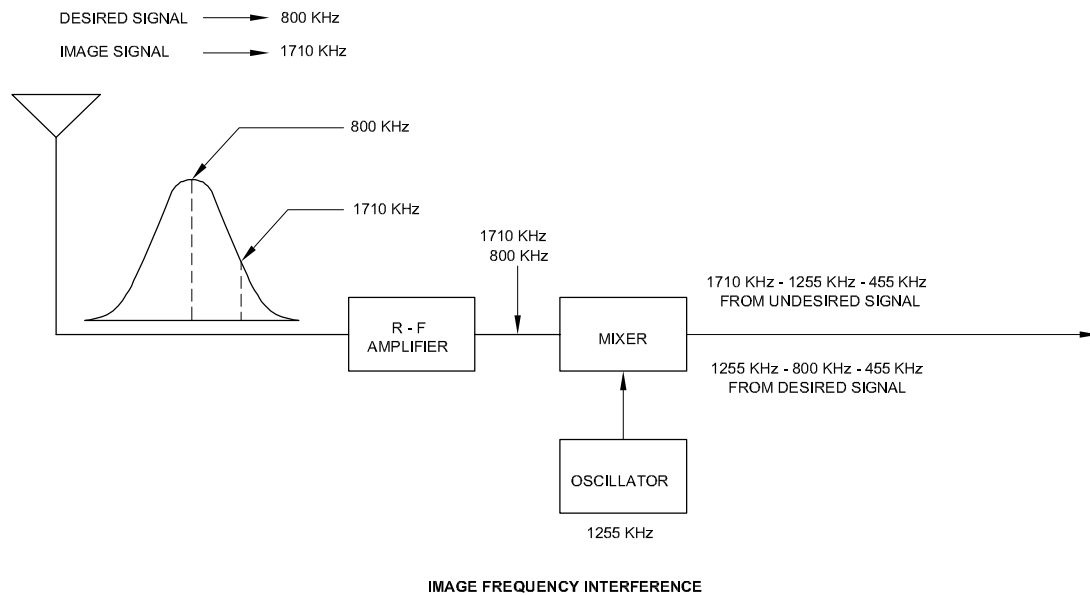 DESIRED SIGNAL 800 KHz
IMAGE SIGNAL 1710 KHz
800 KHz
1710 KHz
1710 KHz
800 KHz
R - F
AMPLIFIER
MIXER
1710 KHz - 1255 KHz - 455 KHz
FROM UNDESIRED SIGNAL
1255 KHz - 800 KHz - 455 KHz
FROM DESIRED SIGNAL
OSCILLATOR
1255 KHz
IMAGE FREQUENCY INTERFERENCE